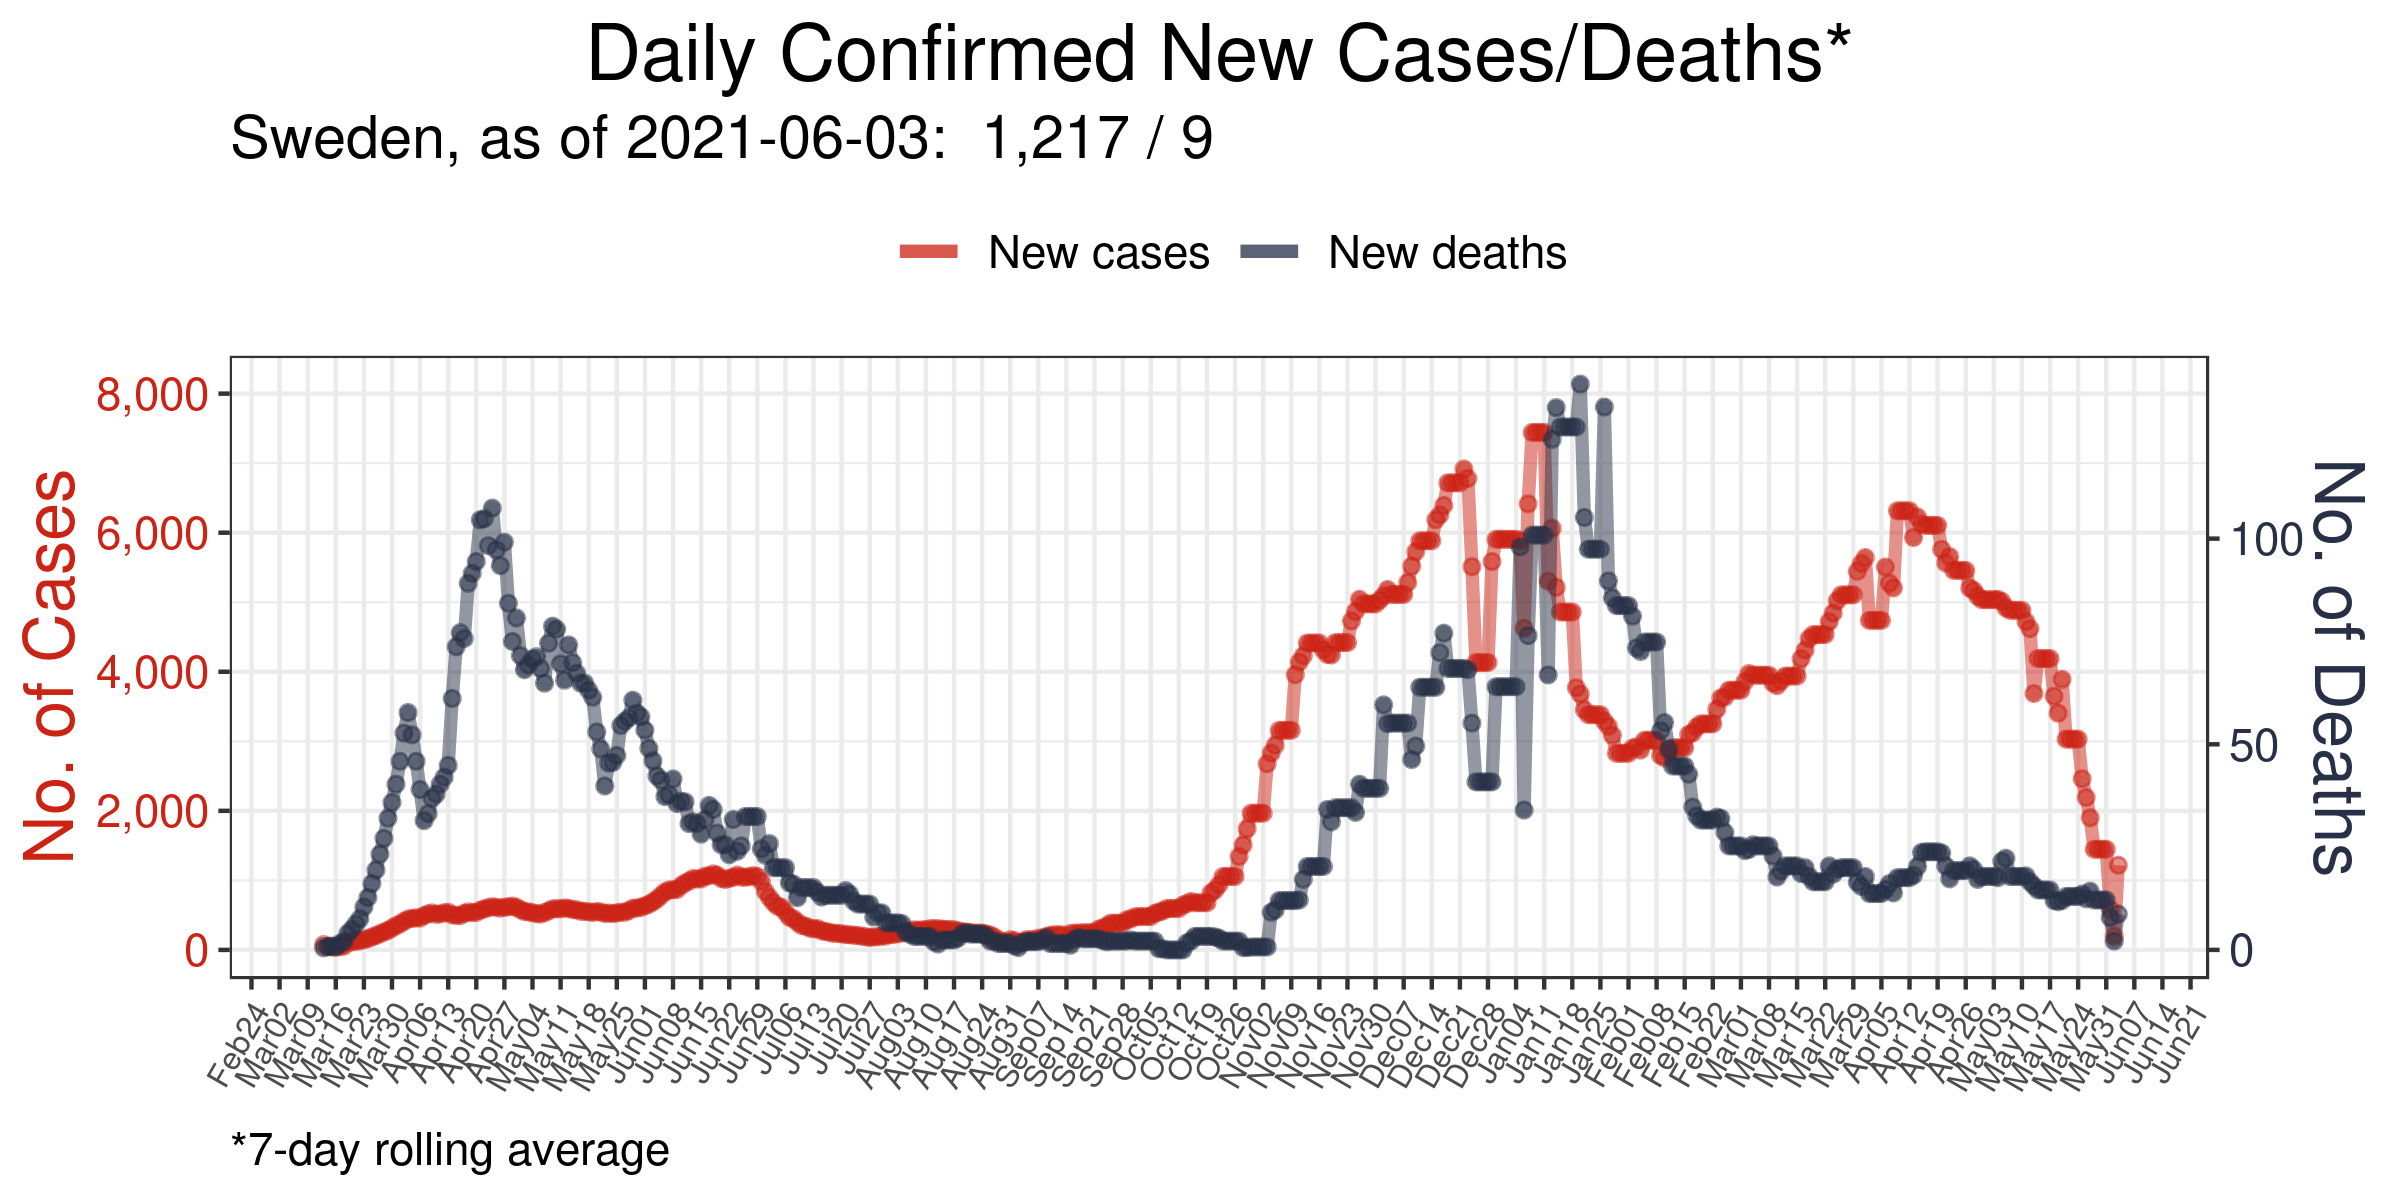 Daily Confirmed New Cases/Deaths*
Sweden, as of 2021-06-03:  1,217 / 9
New cases
New deaths
No. of Cases
8,000
6,000
4,000
2,000
0
100
50
0
No. of Deaths
Feb24
Mar02
Mar09
Mar16
Mar23
Mar30
Apr06
Apr13
Apr20
Apr27
May04
May11
May18
May25
Jun01
Jun08
Jun15
Jun22
Jun29
Jul06
Jul13
Jul20
Jul27
Aug03
Aug10
Aug17
Aug24
Aug31
Sep07
Sep14
Sep21
Sep28
Oct05
Oct12
Oct19
Oct26
Nov02
Nov09
Nov16
Nov23
Nov30
Dec07
Dec14
Dec21
Dec28
Jan04
Jan11
Jan18
Jan25
Feb01
Feb08
Feb15
Feb22
Mar01
Mar08
Mar15
Mar22
Mar29
Apr05
Apr12
Apr19
Apr26
May03
May10
May17
May24
May31
Jun07
Jun14
Jun21
*7-day rolling average